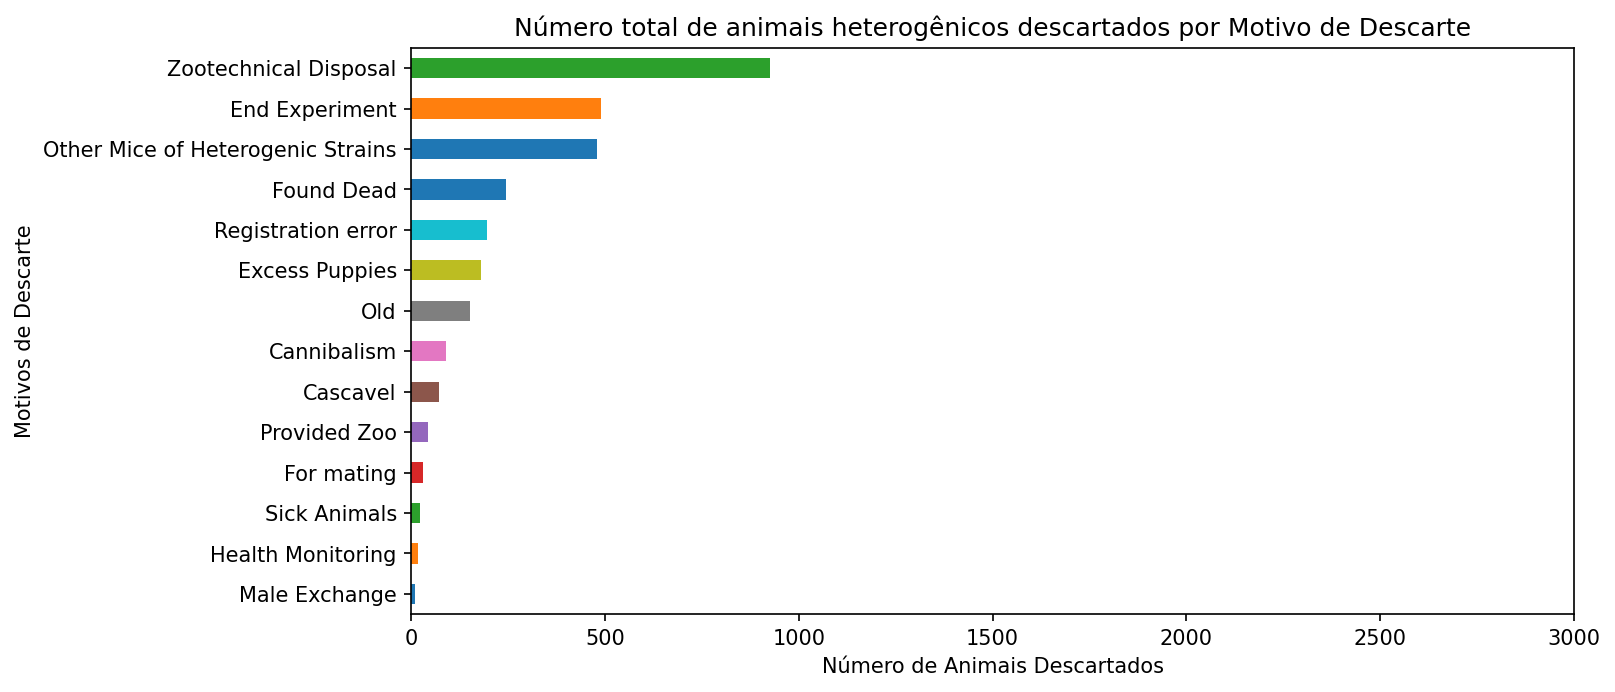 Número total de animais heterogênicos descartados por Motivo de Descarte
Zootechnical Disposal
End Experiment
Other Mice of Heterogenic Strains
Found Dead
Registration error
Excess Puppies
Old
Cannibalism
Cascavel
Provided Zoo
For mating
Sick Animals
Health Monitoring
Male Exchange
Motivos de Descarte
0 500 1000 1500 2000 2500 3000
Número de Animais Descartados